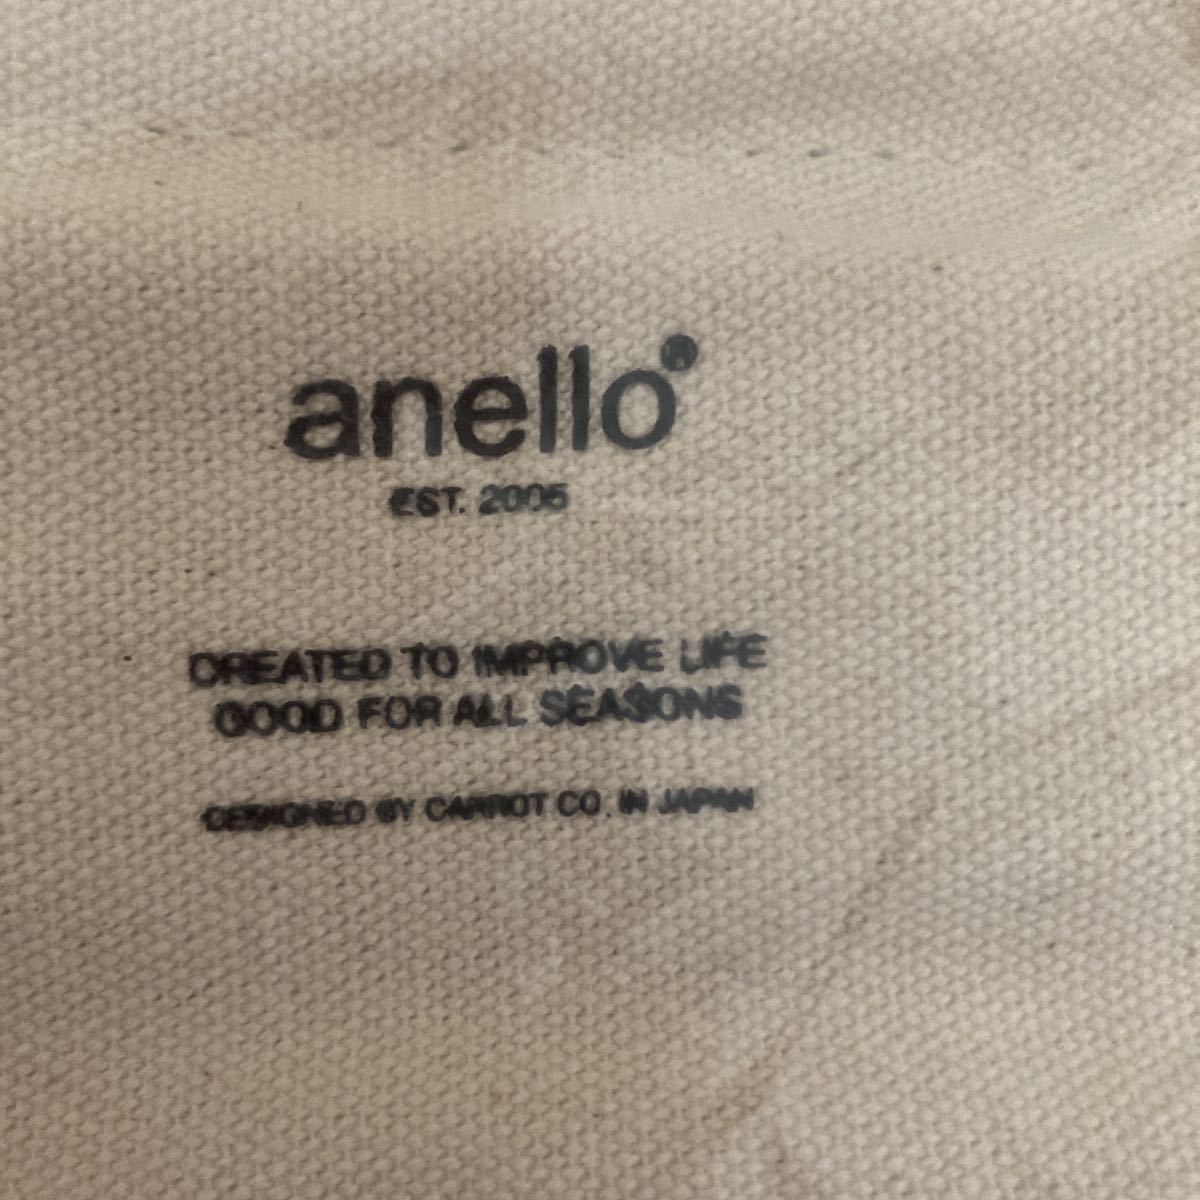 anello®
EST. 2005
CREATED TO IMPROVE LIFE
GOOD FOR ALL SEASONS
DESIGNED BY CARROT CO. IN JAPAN